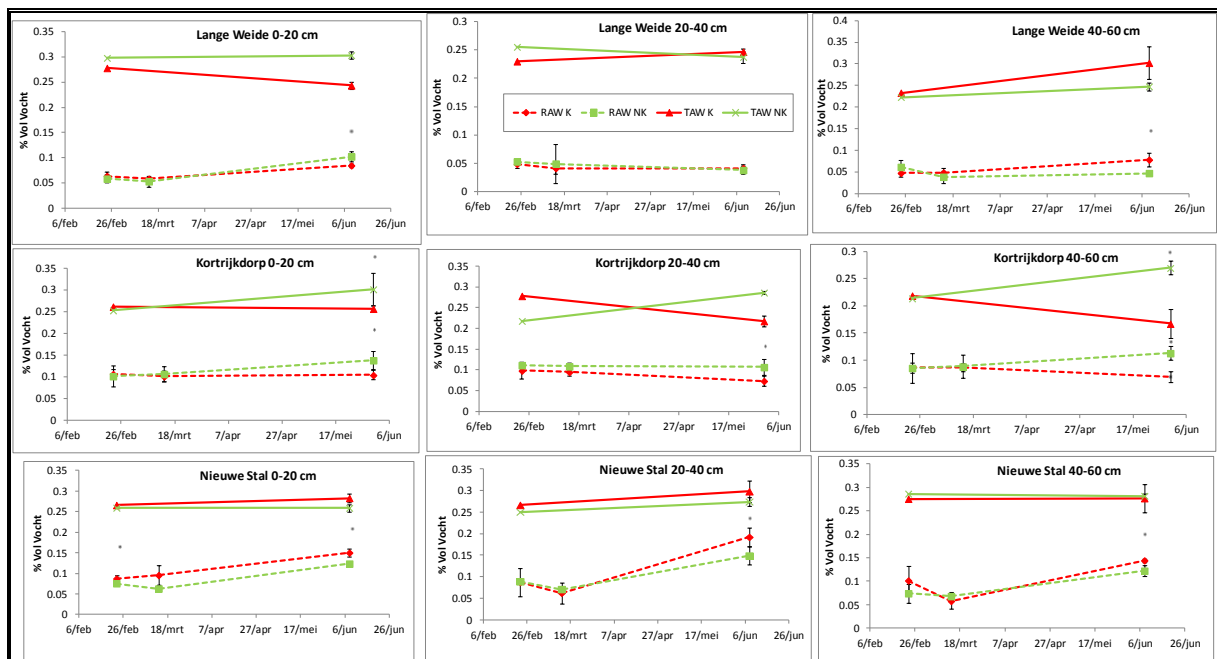 Lange Weide 0-20 cm
% Vol Vocht
0.35
0.3
0.25
0.2
0.15
0.1
0.05
0
*
6/feb 26/feb 18/mrt 7/apr 27/apr 17/mei 6/jun 26/jun
Lange Weide 20-40 cm
% Vol Vocht
0.3
0.25
0.2
0.15
0.1
0.05
0
RAW K RAW NK TAW K TAW NK
6/feb 26/feb 18/mrt 7/apr 27/apr 17/mei 6/jun 26/jun
Lange Weide 40-60 cm
% Vol Vocht
0.4
0.35
0.3
0.25
0.2
0.15
0.1
0.05
0
*
6/feb 26/feb 18/mrt 7/apr 27/apr 17/mei 6/jun 26/jun
Kortrijkdorp 0-20 cm
% Vol Vocht
0.35
0.3
0.25
0.2
0.15
0.1
0.05
0
*
*
6/feb 26/feb 18/mrt 7/apr 27/apr 17/mei 6/jun
Kortrijkdorp 20-40 cm
% Vol Vocht
0.35
0.3
0.25
0.2
0.15
0.1
0.05
0
*
6/feb 26/feb 18/mrt 7/apr 27/apr 17/mei 6/jun
Kortrijkdorp 40-60 cm
% Vol Vocht
0.3
0.25
0.2
0.15
0.1
0.05
0
*
*
6/feb 26/feb 18/mrt 7/apr 27/apr 17/mei 6/jun
Nieuwe Stal 0-20 cm
% Vol Vocht
0.35
0.3
0.25
0.2
0.15
0.1
0.05
0
*
*
6/feb 26/feb 18/mrt 7/apr 27/apr 17/mei 6/jun 26/jun
Nieuwe Stal 20-40 cm
% Vol Vocht
0.35
0.3
0.25
0.2
0.15
0.1
0.05
0
*
6/feb 26/feb 18/mrt 7/apr 27/apr 17/mei 6/jun 26/jun
Nieuwe Stal 40-60 cm
% Vol Vocht
0.35
0.3
0.25
0.2
0.15
0.1
0.05
0
*
6/feb 26/feb 18/mrt 7/apr 27/apr 17/mei 6/jun 26/jun